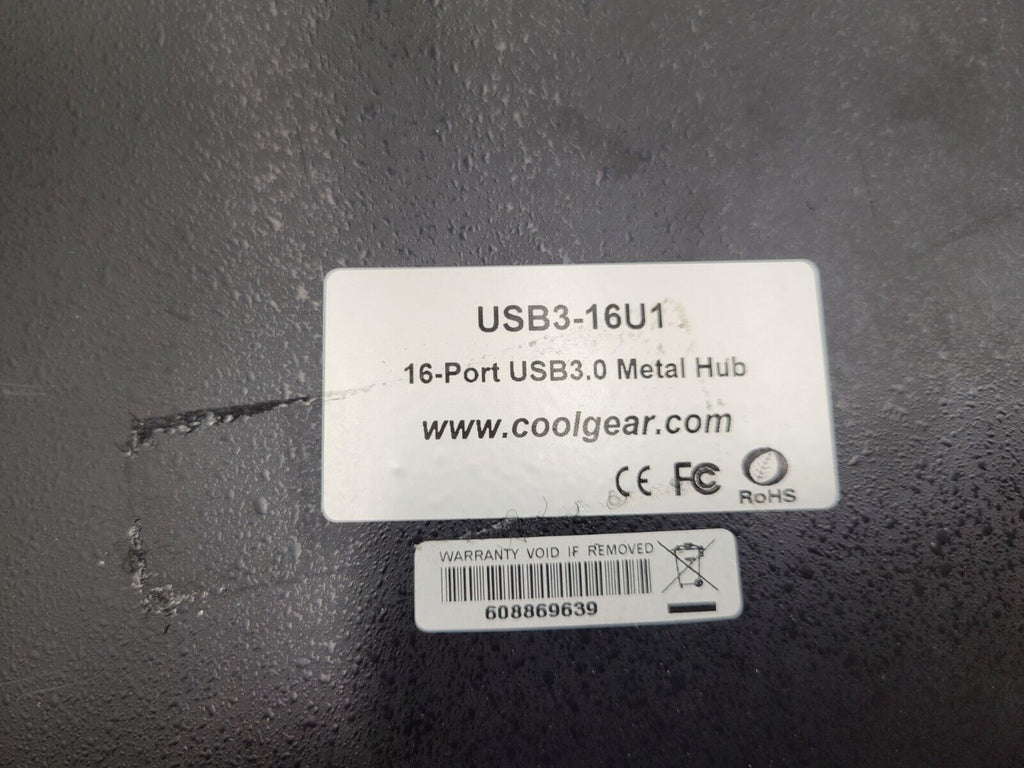 USB3-16U1
16-Port USB3.0 Metal Hub
www.coolgear.com
CE FC RoHS
WARRANTY VOID IF REMOVED
608869639